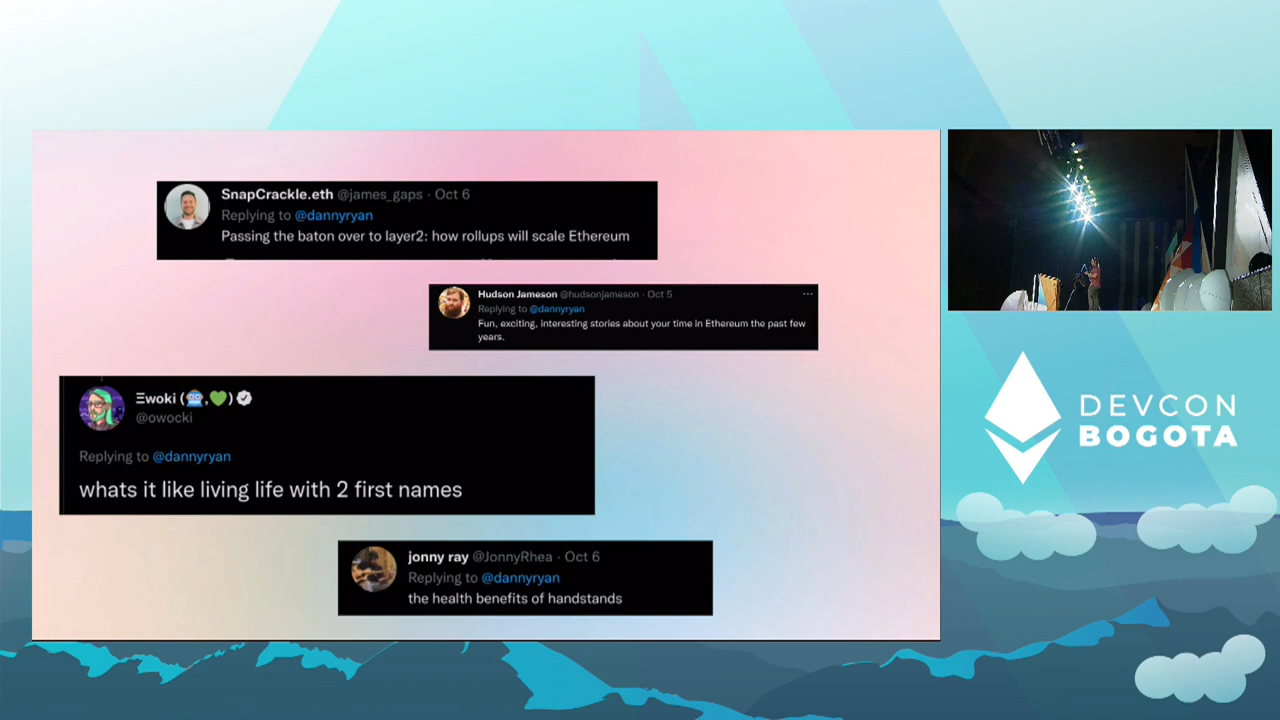 SnapCrackle.eth @james_gaps · Oct 6
Replying to @dannyryan
Passing the baton over to layer2: how rollups will scale Ethereum
Hudson Jameson @hudsonjameson · Oct 5
Replying to @dannyryan
Fun, exciting, interesting stories about your time in Ethereum the past few
years.
Ξwoki (🤖,💚)
@owocki
Replying to @dannyryan
whats it like living life with 2 first names
jonny ray @JonnyRhea · Oct 6
Replying to @dannyryan
the health benefits of handstands
DEVCON
BOGOTA